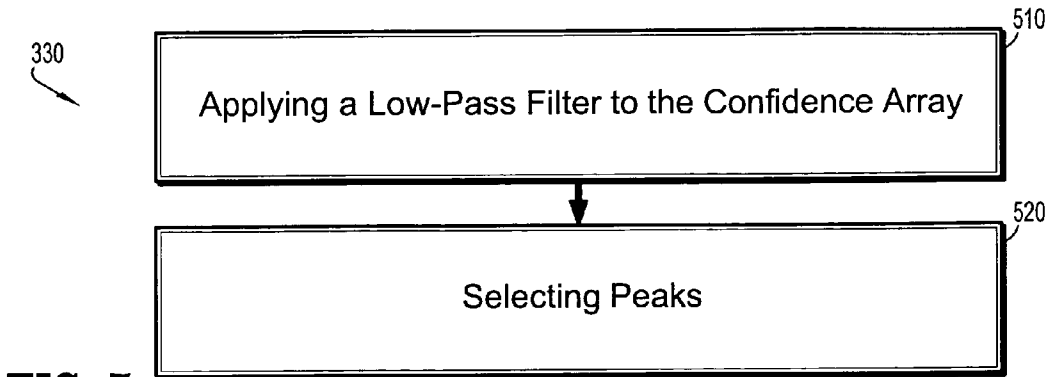 510
330
Applying a Low-Pass Filter to the Confidence Array
520
Selecting Peaks